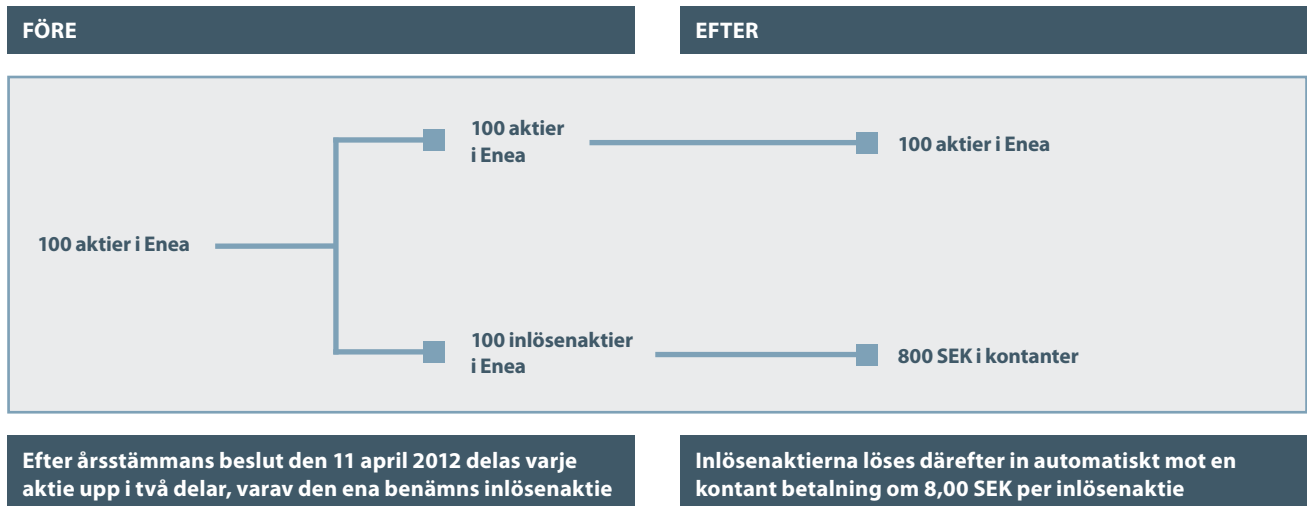 FÖRE
EFTER
100 aktier i Enea
100 aktier
i Enea
100 aktier i Enea
100 inlösenaktier
i Enea
800 SEK i kontanter
Efter årsstämmans beslut den 11 april 2012 delas varje
aktie upp i två delar, varav den ena benämns inlösenaktie
Inlösenaktierna löses därefter in automatiskt mot en
kontant betalning om 8,00 SEK per inlösenaktie